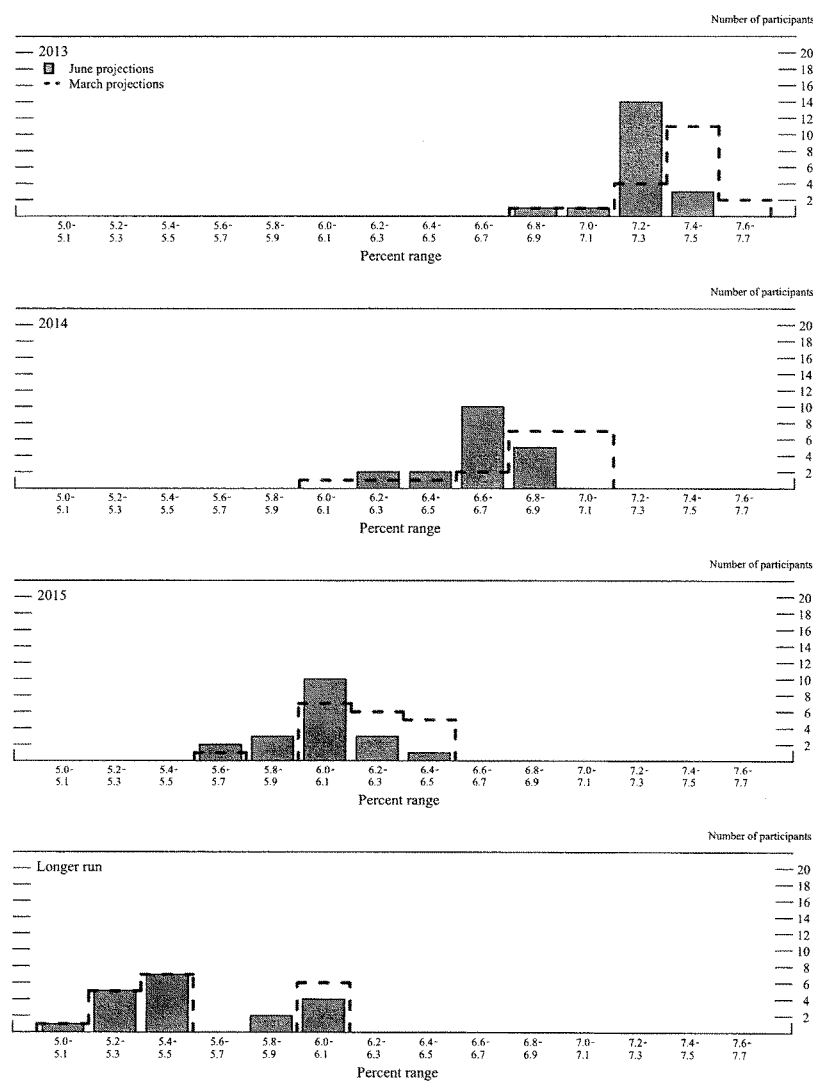 Number of participants
2013
June projections
March projections
20
18
16
14
12
10
8
6
4
2
5.0- 5.2- 5.4- 5.6- 5.8- 6.0- 6.2- 6.4- 6.6- 6.8- 7.0- 7.2- 7.4- 7.6-
5.1 5.3 5.5 5.7 5.9 6.1 6.3 6.5 6.7 6.9 7.1 7.3 7.5 7.7
Percent range
Number of participants
2014
20
18
16
14
12
10
8
6
4
2
5.0- 5.2- 5.4- 5.6- 5.8- 6.0- 6.2- 6.4- 6.6- 6.8- 7.0- 7.2- 7.4- 7.6-
5.1 5.3 5.5 5.7 5.9 6.1 6.3 6.5 6.7 6.9 7.1 7.3 7.5 7.7
Percent range
Number of participants
2015
20
18
16
14
12
10
8
6
4
2
5.0- 5.2- 5.4- 5.6- 5.8- 6.0- 6.2- 6.4- 6.6- 6.8- 7.0- 7.2- 7.4- 7.6-
5.1 5.3 5.5 5.7 5.9 6.1 6.3 6.5 6.7 6.9 7.1 7.3 7.5 7.7
Percent range
Number of participants
Longer run
20
18
16
14
12
10
8
6
4
2
5.0- 5.2- 5.4- 5.6- 5.8- 6.0- 6.2- 6.4- 6.6- 6.8- 7.0- 7.2- 7.4- 7.6-
5.1 5.3 5.5 5.7 5.9 6.1 6.3 6.5 6.7 6.9 7.1 7.3 7.5 7.7
Percent range